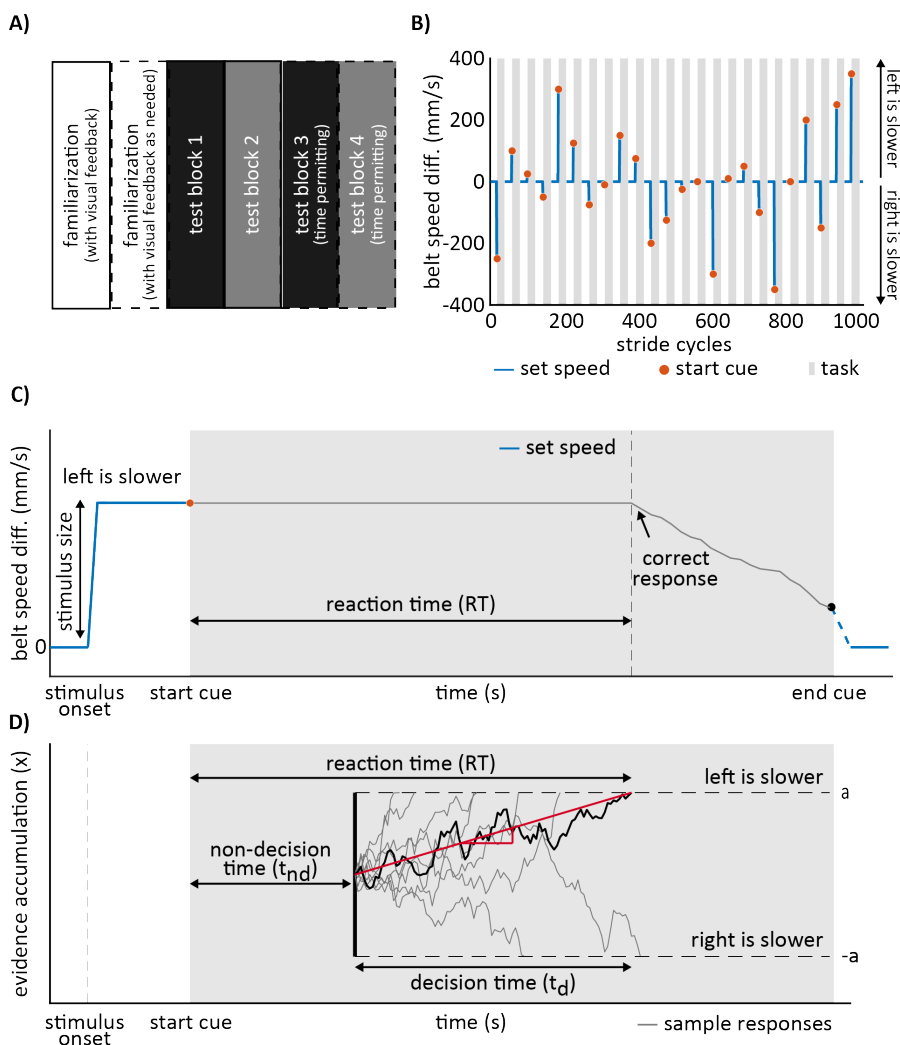 A)
familiarization
(with visual feedback)
familiarization
(with visual feedback as needed)
test block 1
test block 2
test block 3
(time permitting)
test block 4
(time permitting)
B)
belt speed diff. (mm/s)
400
200
0
-200
-400
0
200
400
600
800
1000
stride cycles
left is slower
right is slower
set speed
start cue
task
C)
belt speed diff. (mm/s)
0
stimulus size
left is slower
set speed
correct
response
reaction time (RT)
stimulus
onset
start cue
time (s)
end cue
D)
evidence accumulation (x)
reaction time (RT)
left is slower
a
non-decision
time (tnd)
right is slower
-a
decision time (td)
stimulus
onset
start cue
time (s)
sample responses